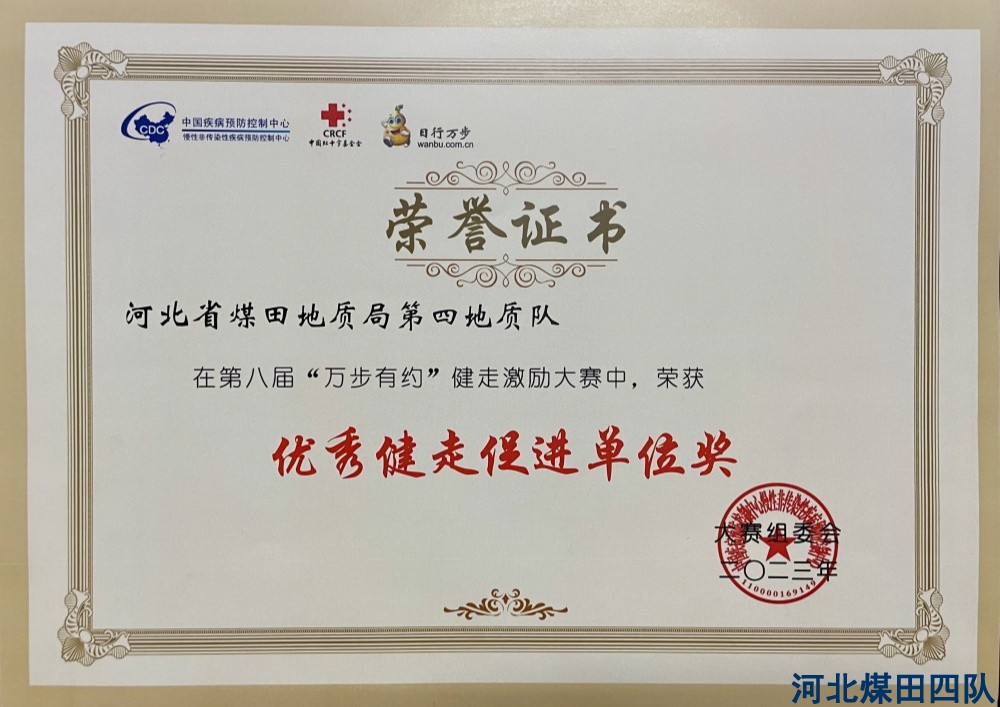 CDC
中国疾病预防控制中心
慢性非传染性疾病预防控制中心
CRCF
中国红十字基金会
日行万步
wanbu.com.cn
荣誉证书
河北省煤田地质局第四地质队
在第八届“万步有约”健走激励大赛中，荣获
优秀健走促进单位奖
大赛组委会
二〇二三年
河北煤田四队